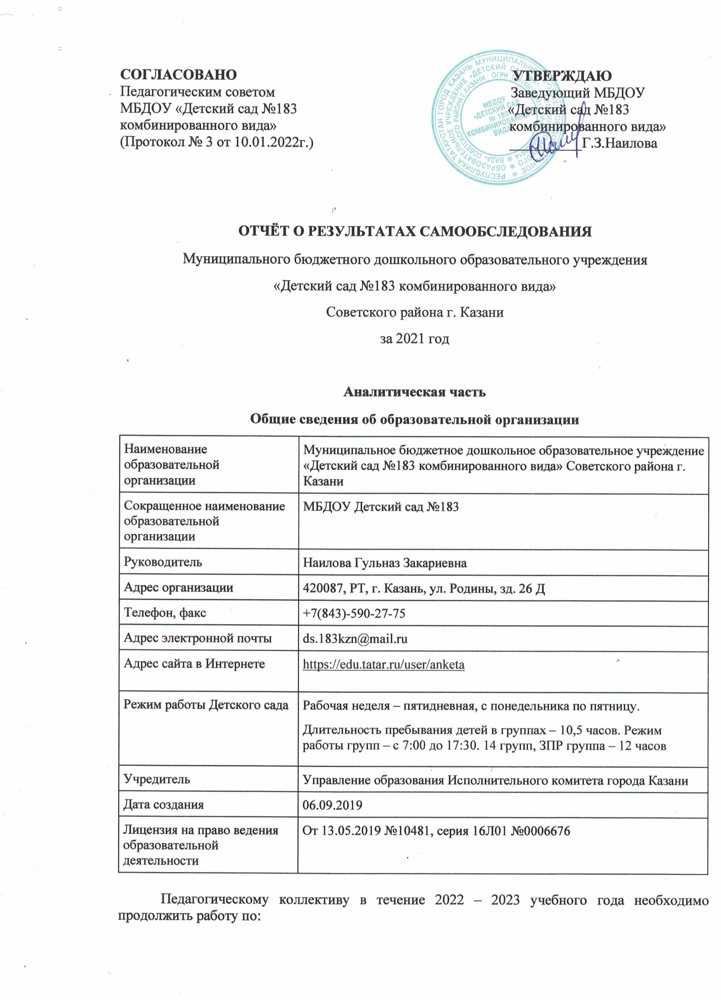 СОГЛАСОВАНО
Педагогическим советом
МБДОУ «Детский сад №183
комбинированного вида»
(Протокол № 3 от 10.01.2022г.)
УТВЕРЖДАЮ
Заведующий МБДОУ
«Детский сад №183
комбинированного вида»
Г.З.Наилова
МБДОУ
«ДЕТСКИЙ САД
№ 183
КОМБИНИРОВАННОГО
ВИДА»
ОТЧЁТ О РЕЗУЛЬТАТАХ САМООБСЛЕДОВАНИЯ
Муниципального бюджетного дошкольного образовательного учреждения
«Детский сад №183 комбинированного вида»
Советского района г. Казани
за 2021 год
Аналитическая часть
Общие сведения об образовательной организации
Наименование
образовательной
организации
Муниципальное бюджетное дошкольное образовательное учреждение
«Детский сад №183 комбинированного вида» Советского района г.
Казани
Сокращенное наименование
образовательной
организации
МБДОУ Детский сад №183
Руководитель
Наилова Гульназ Закариевна
Адрес организации
420087, РТ, г. Казань, ул. Родины, зд. 26 Д
Телефон, факс
+7(843)-590-27-75
Адрес электронной почты
ds.183kzn@mail.ru
Адрес сайта в Интернете
https://edu.tatar.ru/user/anketa
Режим работы Детского сада
Рабочая неделя – пятидневная, с понедельника по пятницу.
Длительность пребывания детей в группах – 10,5 часов. Режим
работы групп – с 7:00 до 17:30. 14 групп, ЗПР группа – 12 часов
Учредитель
Управление образования Исполнительного комитета города Казани
Дата создания
06.09.2019
Лицензия на право ведения
образовательной
деятельности
От 13.05.2019 №10481, серия 16Л01 №0006676
Педагогическому коллективу в течение 2022 – 2023 учебного года необходимо
продолжить работу по: